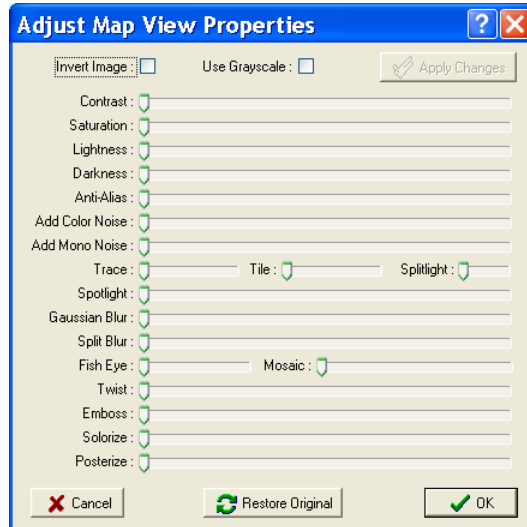 Adjust Map View Properties
Invert Image : Use Grayscale : Apply Changes
Contrast :
Saturation :
Lightness :
Darkness :
Anti-Alias :
Add Color Noise :
Add Mono Noise :
Trace : Tile : Splitlight :
Spotlight :
Gaussian Blur :
Split Blur :
Fish Eye : Mosaic :
Twist :
Emboss :
Solorize :
Posterize :
Cancel Restore Original OK